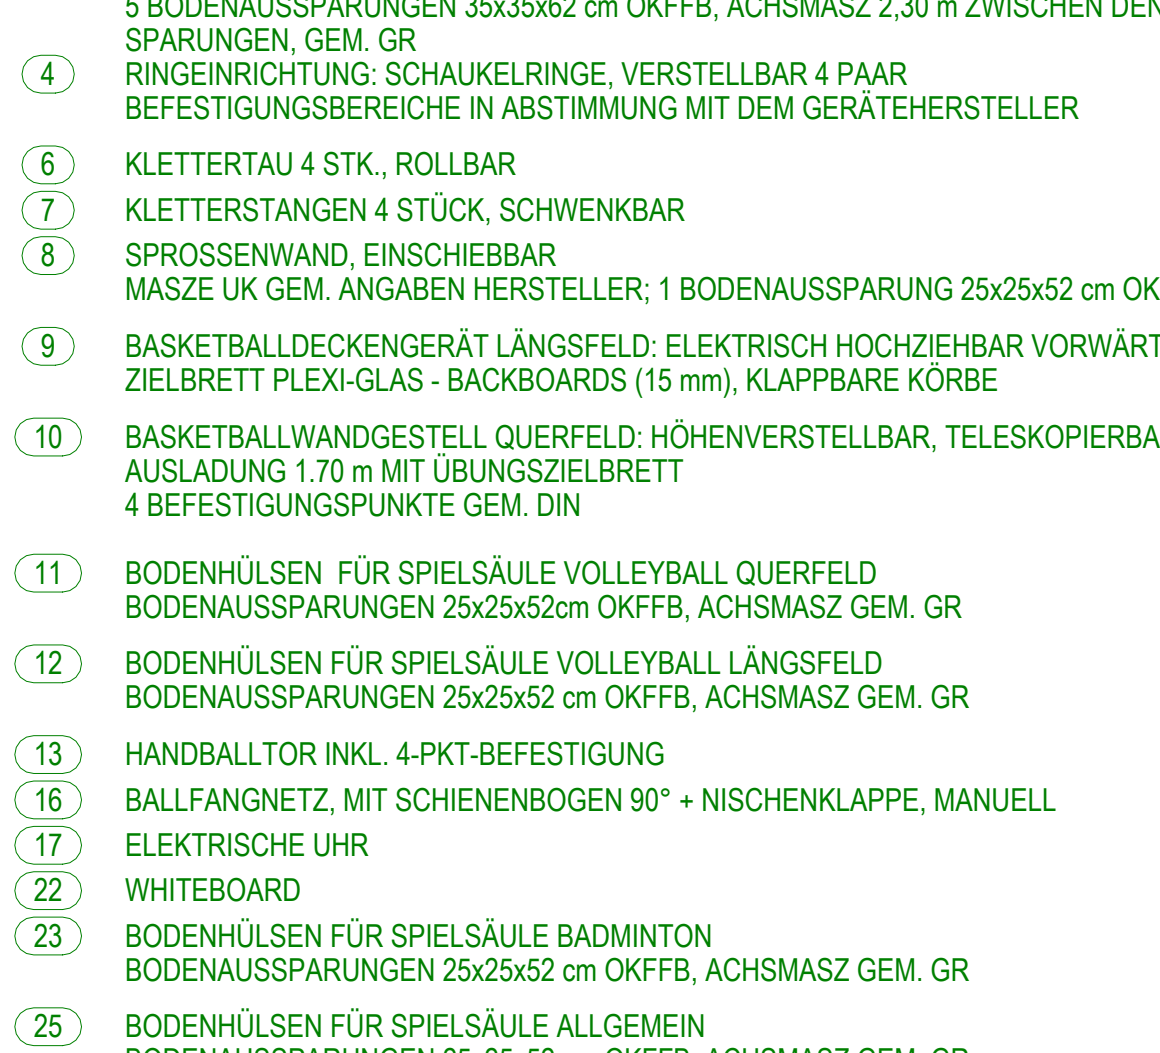 5 BODENAUSSPARUNGEN 35x35x62 cm OKFFB, ACHSMASZ 2,30 m ZWISCHEN DEN
SPARUNGEN, GEM. GR
4 RINGEINRICHTUNG: SCHAUKELRINGE, VERSTELLBAR 4 PAAR
BEFESTIGUNGSBEREICHE IN ABSTIMMUNG MIT DEM GERÄTEHERSTELLER
6 KLETTERTAU 4 STK., ROLLBAR
7 KLETTERSTANGEN 4 STÜCK, SCHWENKBAR
8 SPROSSENWAND, EINSCHIEBBAR
MASZE UK GEM. ANGABEN HERSTELLER; 1 BODENAUSSPARUNG 25x25x52 cm OK
9 BASKETBALLDECKENGERÄT LÄNGSFELD: ELEKTRISCH HOCHZIEHBAR VORWÄRT
ZIELBRETT PLEXI-GLAS - BACKBOARDS (15 mm), KLAPPBARE KÖRBE
10 BASKETBALLWANDGESTELL QUERFELD: HÖHENVERSTELLBAR, TELESKOPIERBA
AUSLADUNG 1.70 m MIT ÜBUNGSZIELBRETT
4 BEFESTIGUNGSPUNKTE GEM. DIN
11 BODENHÜLSEN FÜR SPIELSÄULE VOLLEYBALL QUERFELD
BODENAUSSPARUNGEN 25x25x52cm OKFFB, ACHSMASZ GEM. GR
12 BODENHÜLSEN FÜR SPIELSÄULE VOLLEYBALL LÄNGSFELD
BODENAUSSPARUNGEN 25x25x52 cm OKFFB, ACHSMASZ GEM. GR
13 HANDBALLTOR INKL. 4-PKT-BEFESTIGUNG
16 BALLFANGNETZ, MIT SCHIENENBOGEN 90° + NISCHENKLAPPE, MANUELL
17 ELEKTRISCHE UHR
22 WHITEBOARD
23 BODENHÜLSEN FÜR SPIELSÄULE BADMINTON
BODENAUSSPARUNGEN 25x25x52 cm OKFFB, ACHSMASZ GEM. GR
25 BODENHÜLSEN FÜR SPIELSÄULE ALLGEMEIN
BODENAUSSPARUNGEN cm OKFFB, ACHSMASZ GEM. GR